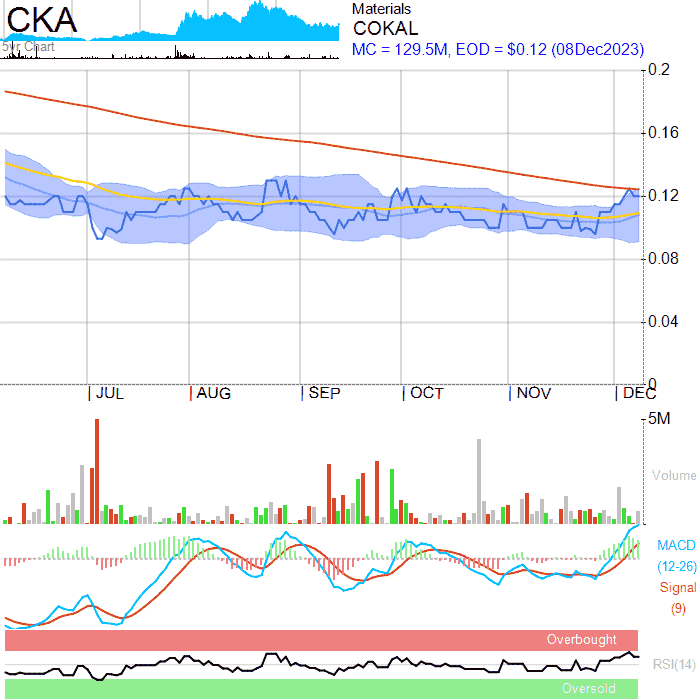 CKA
5yr Chart
Materials
COKAL
MC = 129.5M, EOD = $0.12 (08Dec2023)
0.2
0.16
0.12
0.08
0.04
0
JUL AUG SEP OCT NOV DEC
5M
Volume
MACD
(12-26)
Signal
(9)
Overbought
RSI(14)
Oversold